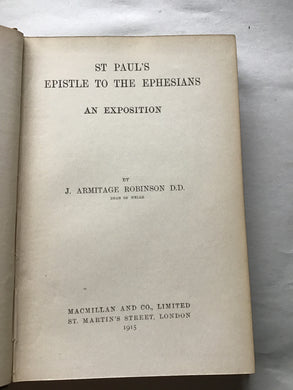 ST PAUL'S
EPISTLE TO THE EPHESIANS
AN EXPOSITION
BY
J. ARMITAGE ROBINSON D.D.
DEAN OF WELLS
MACMILLAN AND CO., LIMITED
ST. MARTIN'S STREET, LONDON
1915